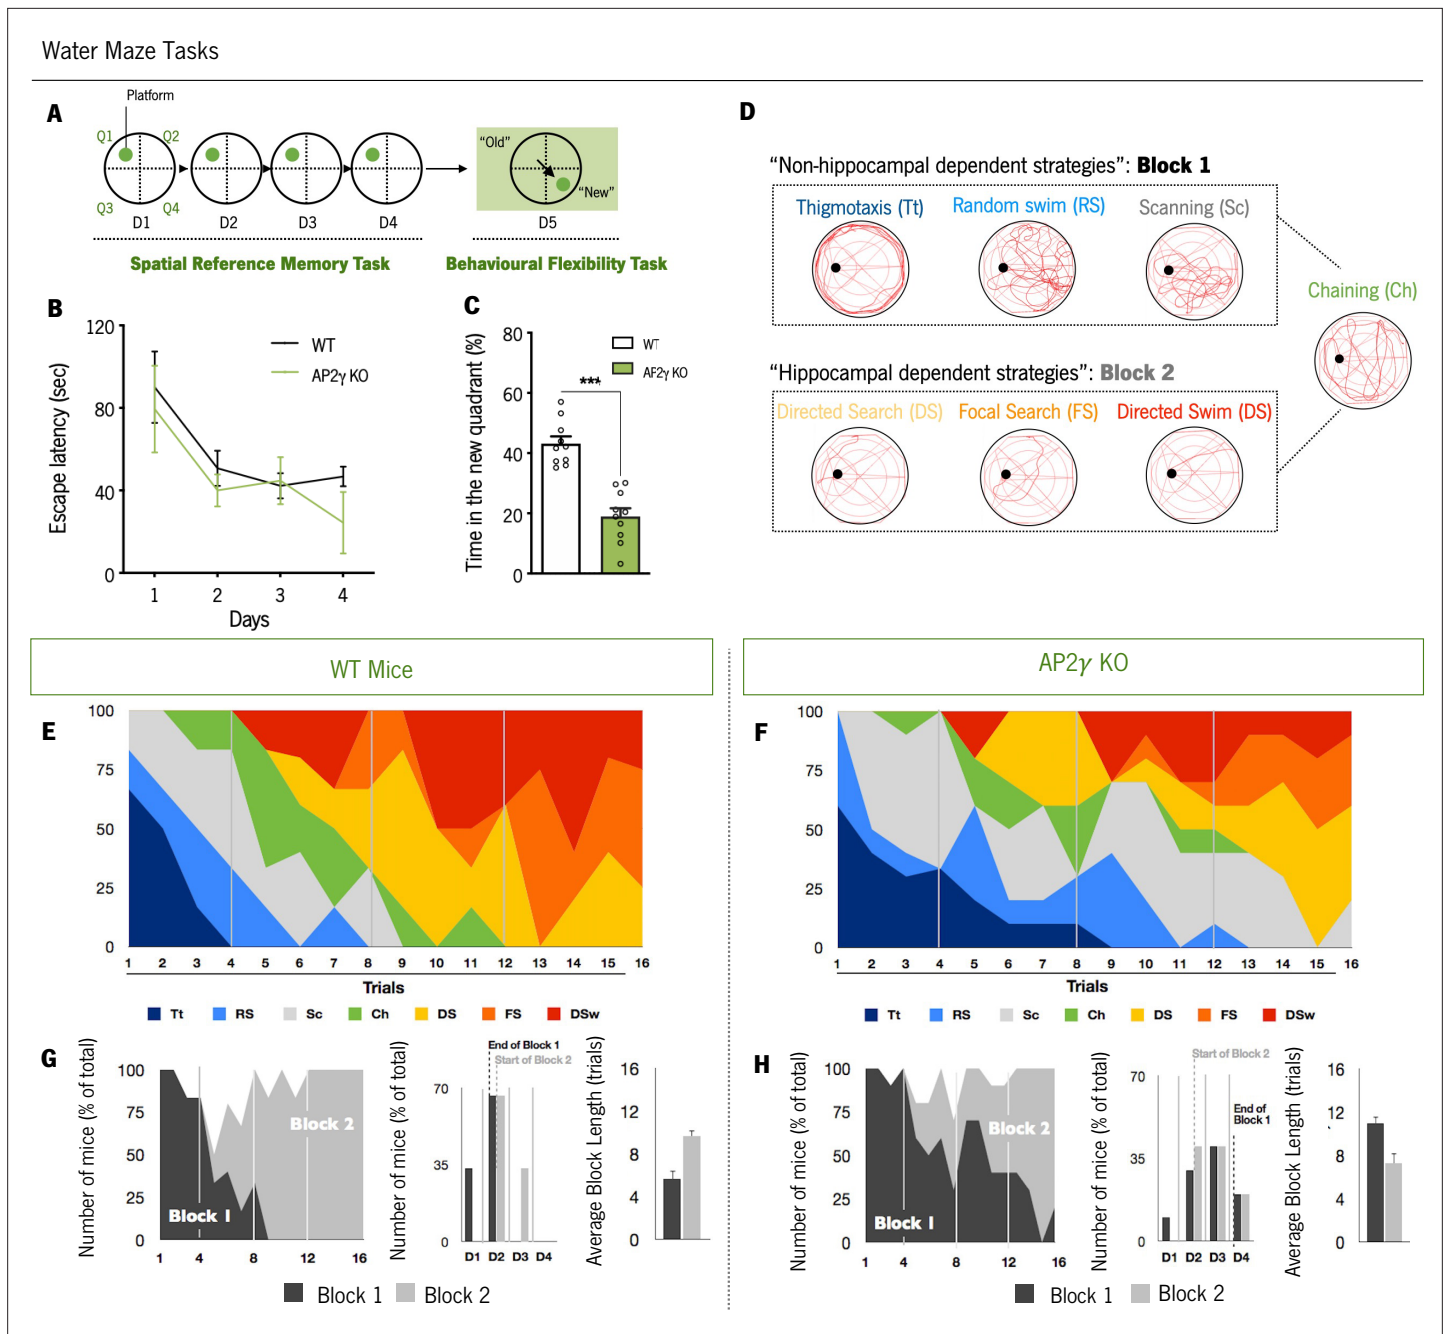 Water Maze Tasks
A
Platform
Q1
Q2
Q3
Q4
D1
D2
D3
D4
"Old"
"New"
D5
Spatial Reference Memory Task
Behavioural Flexibility Task
B
Escape latency (sec)
120
80
40
0
WT
AP2γ KO
1
2
3
4
Days
C
Time in the new quadrant (%)
80
60
40
20
0
***
WT
AP2γ KO
D
"Non-hippocampal dependent strategies": Block 1
Thigmotaxis (Tt)
Random swim (RS)
Scanning (Sc)
Chaining (Ch)
"Hippocampal dependent strategies": Block 2
Directed Search (DS)
Focal Search (FS)
Directed Swim (DS)
WT Mice
AP2γ KO
E
100
75
50
25
0
1 2 3 4 5 6 7 8 9 10 11 12 13 14 15 16
Trials
Tt RS Sc Ch DS FS DSw
F
100
75
50
25
0
1 2 3 4 5 6 7 8 9 10 11 12 13 14 15 16
Trials
Tt RS Sc Ch DS FS DSw
G
Number of mice (% of total)
100
75
50
25
0
Block 1
Block 2
1 4 8 12 16
Number of mice (% of total)
End of Block 1
Start of Block 2
70
35
0
D1 D2 D3 D4
Average Block Length (trials)
16
12
8
4
0
Block 1 Block 2
H
Number of mice (% of total)
100
75
50
25
0
Block 1
Block 2
1 4 8 12 16
Number of mice (% of total)
Start of Block 2
End of
Block 1
70
35
0
D1 D2 D3 D4
Average Block Length (trials)
16
12
8
4
0
Block 1 Block 2